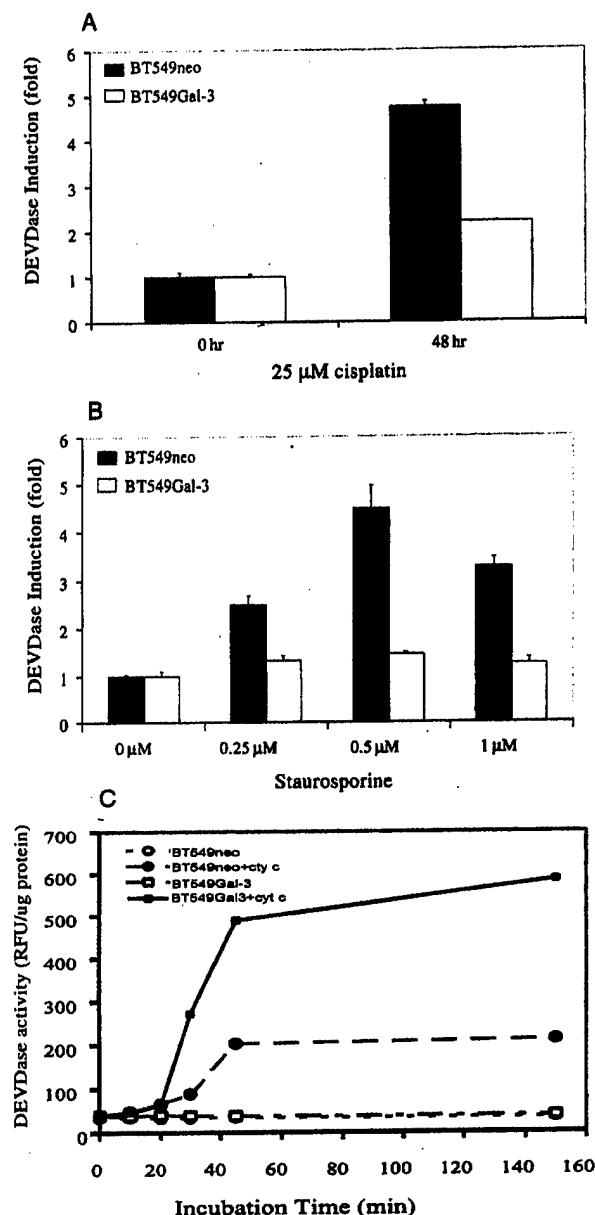 A
DEVDase Induction (fold)
6
5
4
3
2
1
0
BT549neo
BT549Gal-3
0 hr
48 hr
25 µM cisplatin
B
DEVDase Induction (fold)
6
5
4
3
2
1
0
BT549neo
BT549Gal-3
0 µM
0.25 µM
0.5 µM
1 µM
Staurosporine
C
DEVDase activity (RFU/ug protein)
700
600
500
400
300
200
100
0
BT549neo
BT549neo+cty c
BT549Gal-3
BT549Gal3+cyt c
0
20
40
60
80
100
120
140
160
Incubation Time (min)